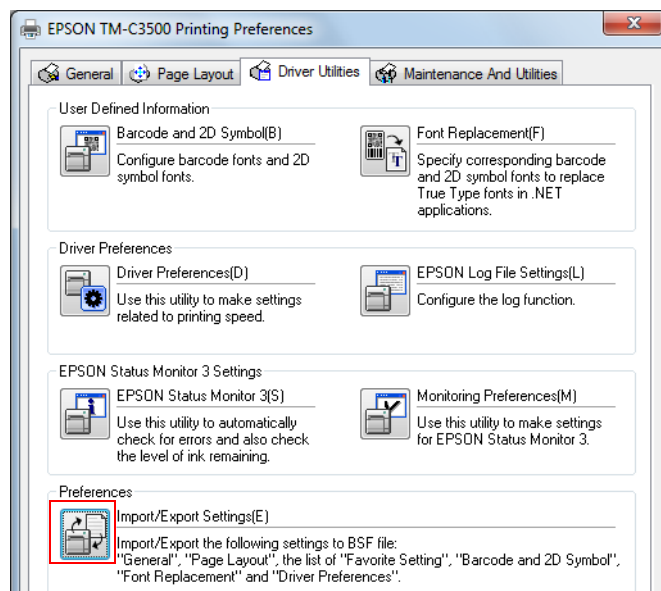 EPSON TM-C3500 Printing Preferences
General
Page Layout
Driver Utilities
Maintenance And Utilities
User Defined Information
Barcode and 2D Symbol(B)
Configure barcode fonts and 2D
symbol fonts.
Font Replacement(F)
Specify corresponding barcode
and 2D symbol fonts to replace
True Type fonts in .NET
applications.
Driver Preferences
Driver Preferences(D)
Use this utility to make settings
related to printing speed.
EPSON Log File Settings(L)
Configure the log function.
EPSON Status Monitor 3 Settings
EPSON Status Monitor 3(S)
Use this utility to automatically
check for errors and also check
the level of ink remaining.
Monitoring Preferences(M)
Use this utility to make settings
for EPSON Status Monitor 3.
Preferences
Import/Export Settings(E)
Import/Export the following settings to BSF file:
"General", "Page Layout", the list of "Favorite Setting", "Barcode and 2D Symbol",
"Font Replacement" and "Driver Preferences".